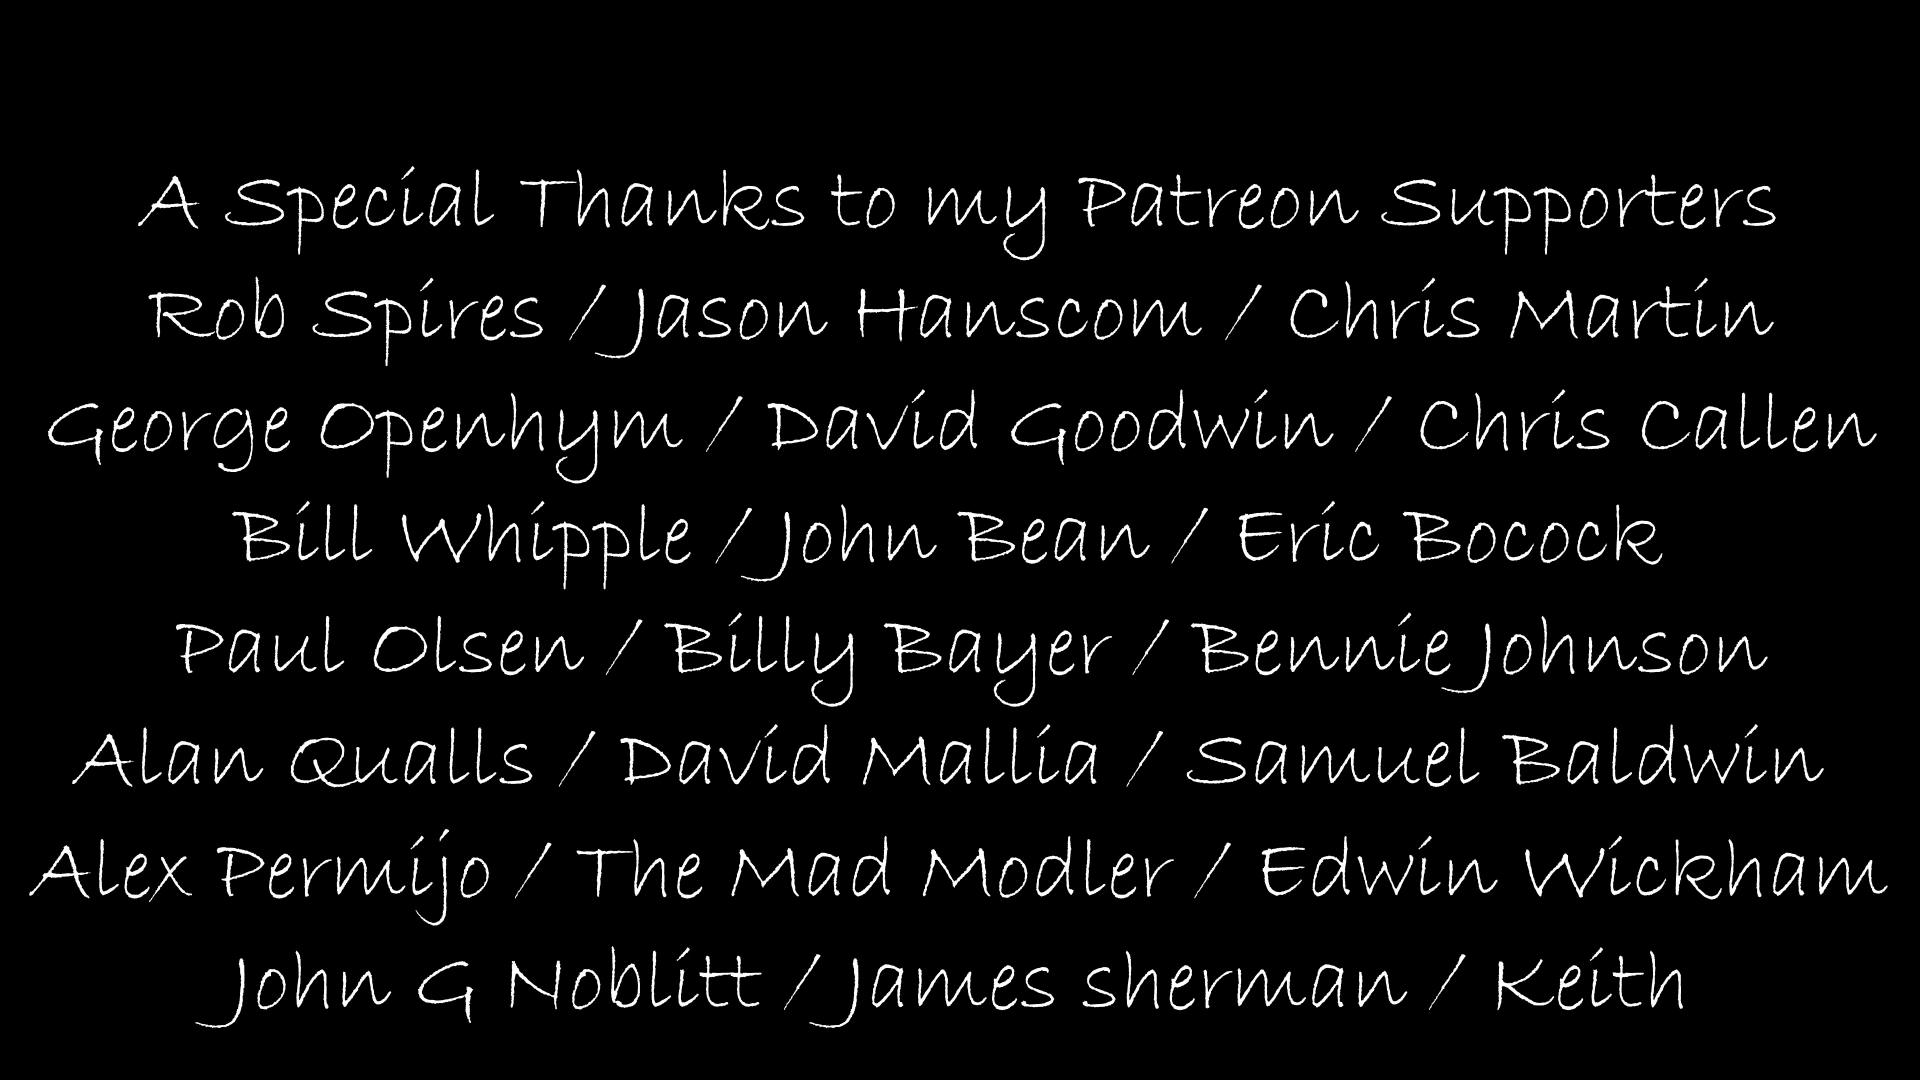 A Special Thanks to my Patreon Supporters
Rob Spires / Jason Hanscom / Chris Martin
George Openhym / David Goodwin / Chris Callen
Bill Whipple / John Bean / Eric Bocock
Paul Olsen / Billy Bayer / Bennie Johnson
Alan Qualls / David Mallia / Samuel Baldwin
Alex Permijo / The Mad Modler / Edwin Wickham
John G Noblitt / James sherman / Keith